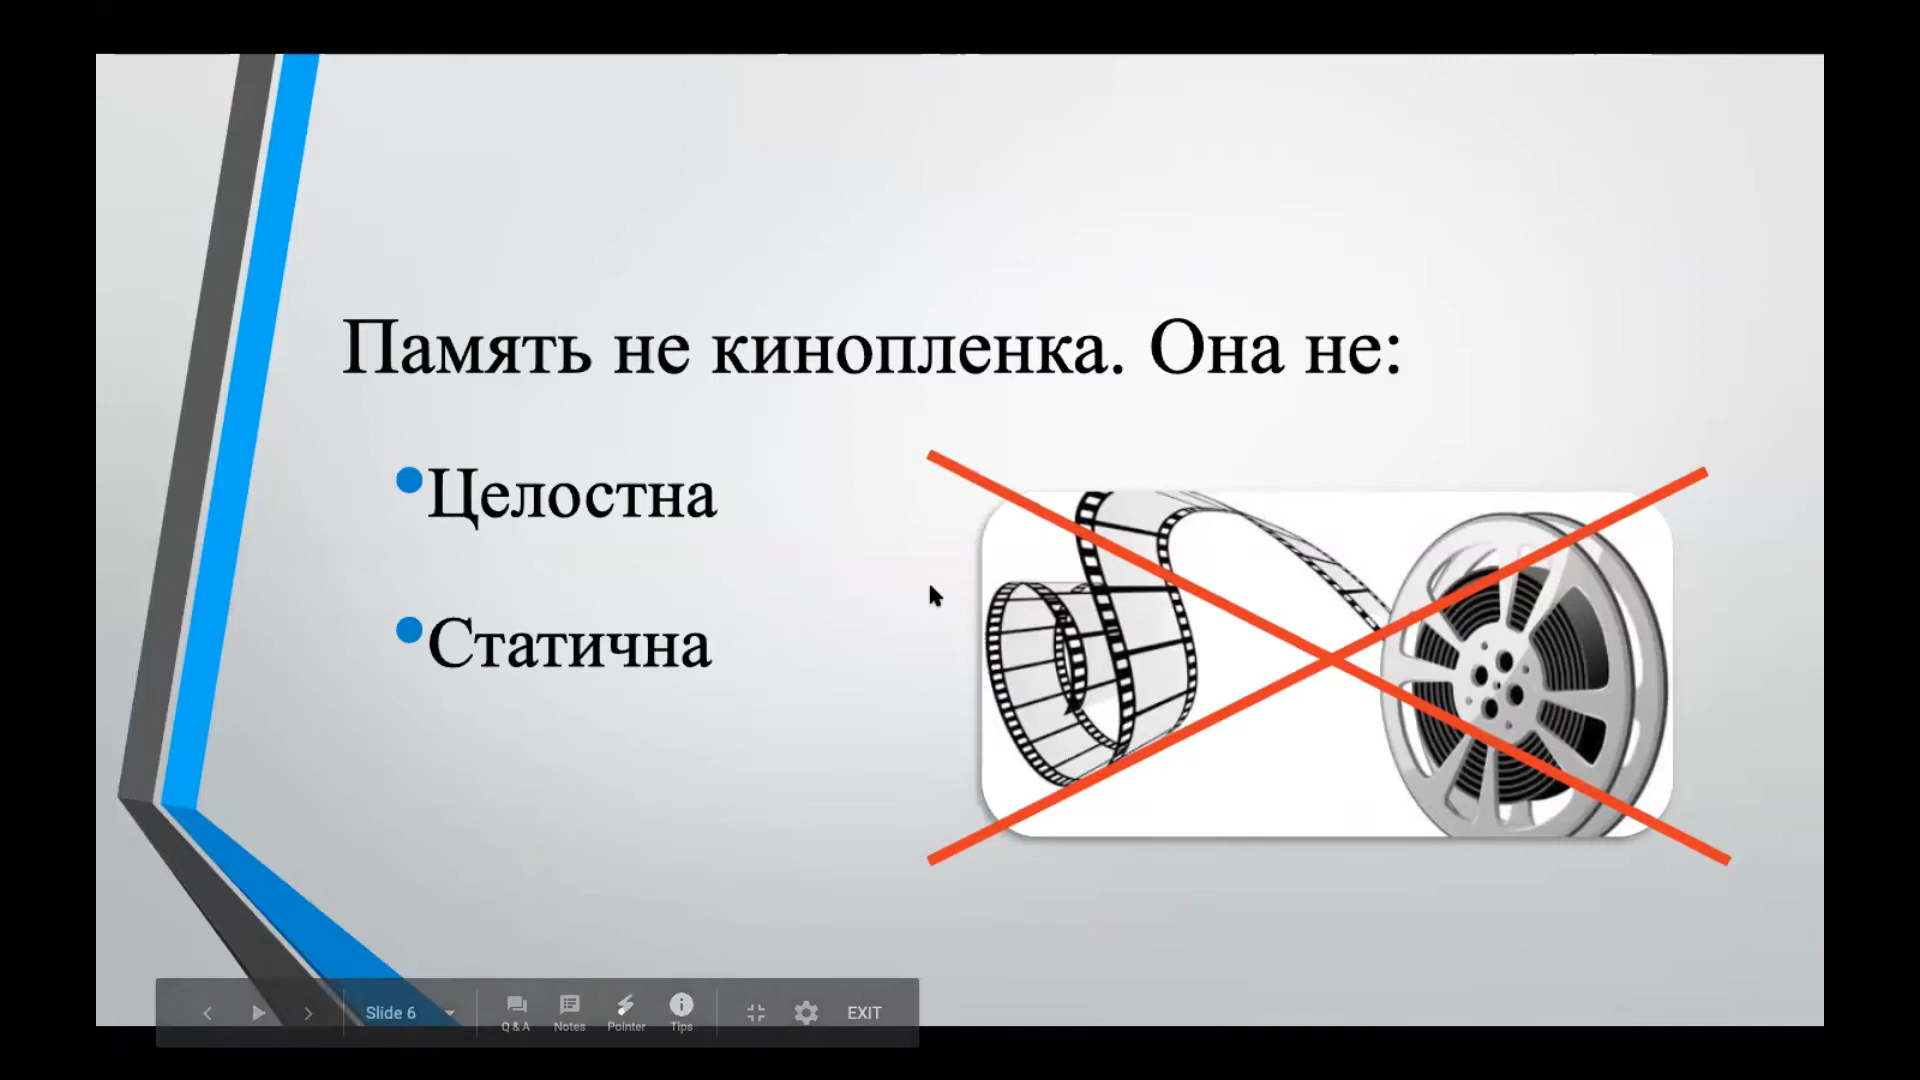 Память не кинопленка. Она не:
•Целостна
•Статична
Slide 6
Q & A
Notes
Pointer
Tips
EXIT